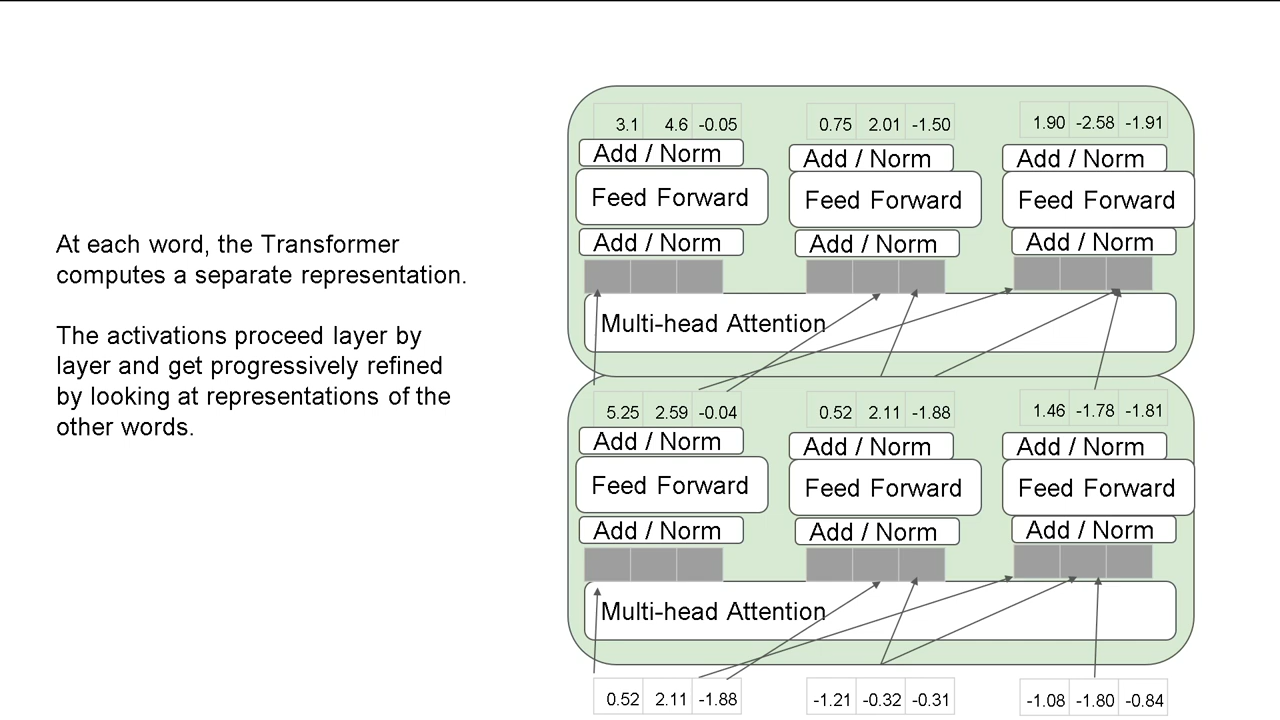 At each word, the Transformer
computes a separate representation.
The activations proceed layer by
layer and get progressively refined
by looking at representations of the
other words.
3.1 4.6 -0.05
0.75 2.01 -1.50
1.90 -2.58 -1.91
Add / Norm
Add / Norm
Add / Norm
Feed Forward
Feed Forward
Feed Forward
Add / Norm
Add / Norm
Add / Norm
Multi-head Attention
5.25 2.59 -0.04
0.52 2.11 -1.88
1.46 -1.78 -1.81
Add / Norm
Add / Norm
Add / Norm
Feed Forward
Feed Forward
Feed Forward
Add / Norm
Add / Norm
Add / Norm
Multi-head Attention
0.52 2.11 -1.88
-1.21 -0.32 -0.31
-1.08 -1.80 -0.84